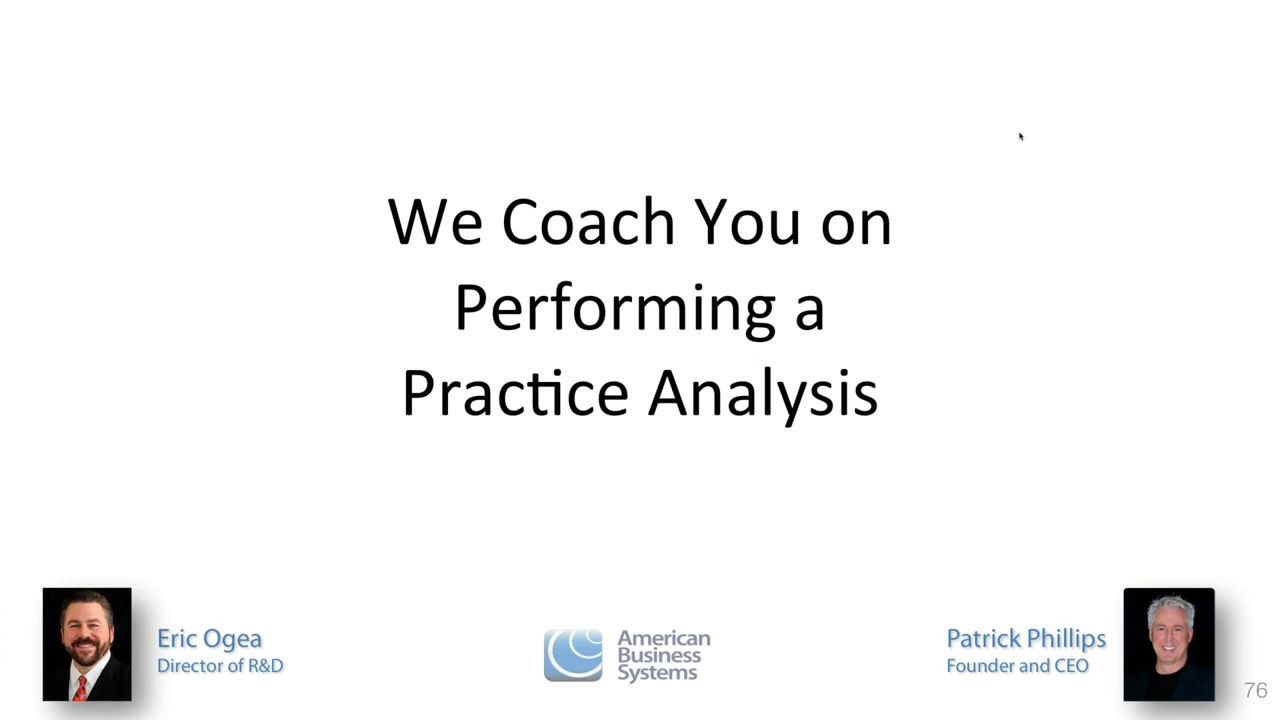 We Coach You on
Performing a
Practice Analysis
Eric Ogea
Director of R&D
American
Business
Systems
Patrick Phillips
Founder and CEO
76